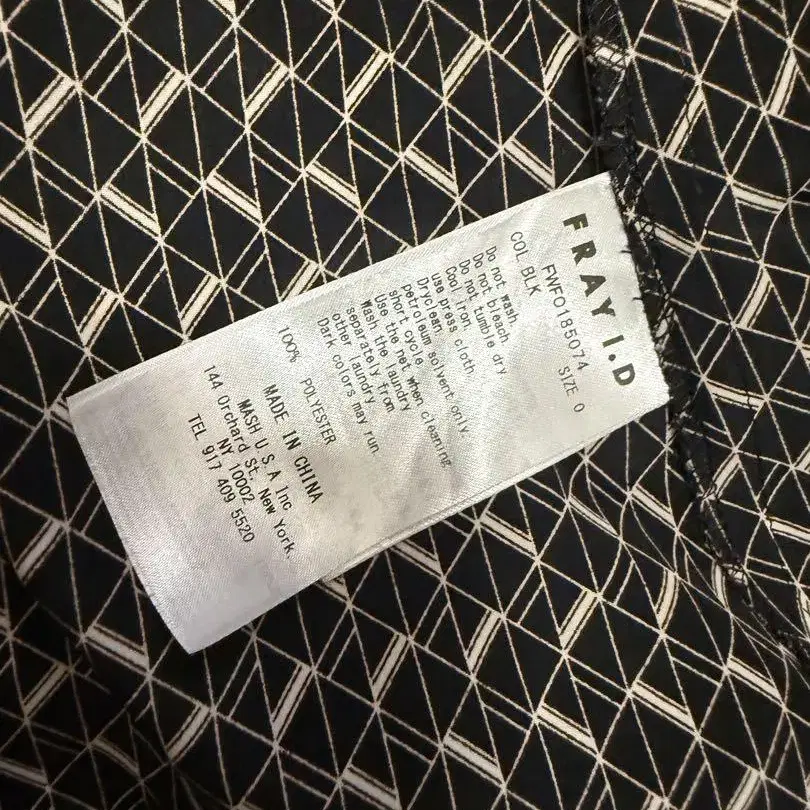 FRAY I.D
FWF0185074
COL BLK SIZE 0
Do not wash.
Do not bleach
Do not tumble dry
Cool iron.
use press cloth.
Dryclean.
petroleum solvent only.
short cycle.
Use the net, when cleaning
Wash the laundry
separately from
other laundry
Dark colors may run.
100% POLYESTER
MADE IN CHINA
MASH U S A Inc
144 Orchard St, New York,
NY 10002
TEL 917 409 5520